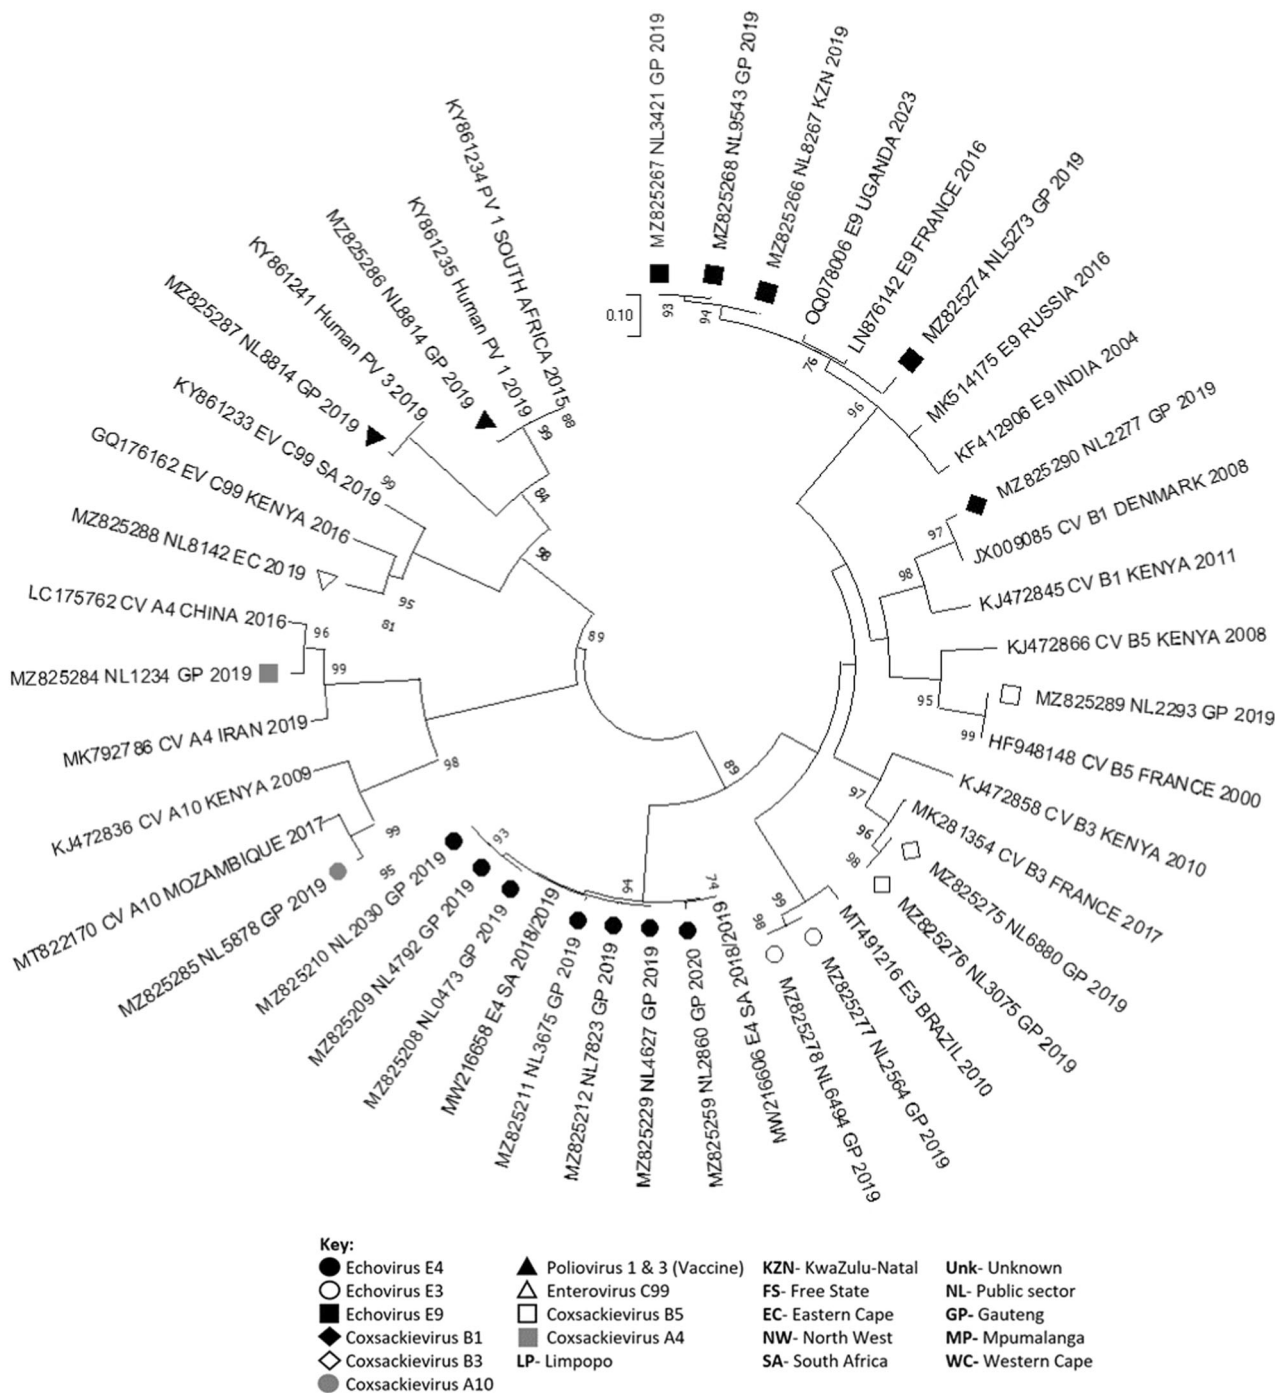 MZ825267 NL3421 GP 2019
MZ825268 NL9543 GP 2019
MZ825266 NL8267 KZN 2019
OQ078006 E9 UGANDA 2023
LN876142 E9 FRANCE 2016
MZ825274 NL5273 GP 2019
MK514175 E9 RUSSIA 2016
KF412906 E9 INDIA 2004
MZ825290 NL2277 GP 2019
JX009085 CV B1 DENMARK 2008
KJ472845 CV B1 KENYA 2011
KJ472866 CV B5 KENYA 2008
MZ825289 NL2293 GP 2019
HF948148 CV B5 FRANCE 2000
KJ472858 CV B3 KENYA 2010
MK281354 CV B3 FRANCE 2017
MZ825275 NL6880 GP 2019
MZ825276 NL3075 GP 2019
MT491216 E3 BRAZIL 2010
MZ825277 NL2564 GP 2019
MZ825278 NL6494 GP 2019
MW216606 E4 SA 2018/2019
MZ825259 NL2860 GP 2020
MZ825229 NL4627 GP 2019
MZ825212 NL7823 GP 2019
MZ825211 NL3675 GP 2019
MW216658 E4 SA 2018/2019
MZ825208 NL0473 GP 2019
MZ825209 NL4792 GP 2019
MZ825210 NL2030 GP 2019
MZ825285 NL5878 GP 2019
MT822170 CV A10 MOZAMBIQUE 2017
KJ472836 CV A10 KENYA 2009
MK792786 CV A4 IRAN 2019
MZ825284 NL1234 GP 2019
LC175762 CV A4 CHINA 2016
MZ825288 NL8142 EC 2019
GQ176162 EV C99 KENYA 2016
KY861233 EV C99 SA 2019
MZ825287 NL8814 GP 2019
KY861241 Human PV 3 2019
MZ825286 NL8814 GP 2019
KY861235 Human PV 1 2019
KY861234 PV 1 SOUTH AFRICA 2015
0.10
93
94
76
96
97
98
95
99
97
96
98
99
98
89
74
94
93
95
99
98
99
96
89
81
95
98
84
99
99
88
Key:
Echovirus E4
Echovirus E3
Echovirus E9
Coxsackievirus B1
Coxsackievirus B3
Coxsackievirus A10
Poliovirus 1 & 3 (Vaccine)
Enterovirus C99
Coxsackievirus B5
Coxsackievirus A4
LP- Limpopo
KZN- KwaZulu-Natal
FS- Free State
EC- Eastern Cape
NW- North West
SA- South Africa
Unk- Unknown
NL- Public sector
GP- Gauteng
MP- Mpumalanga
WC- Western Cape